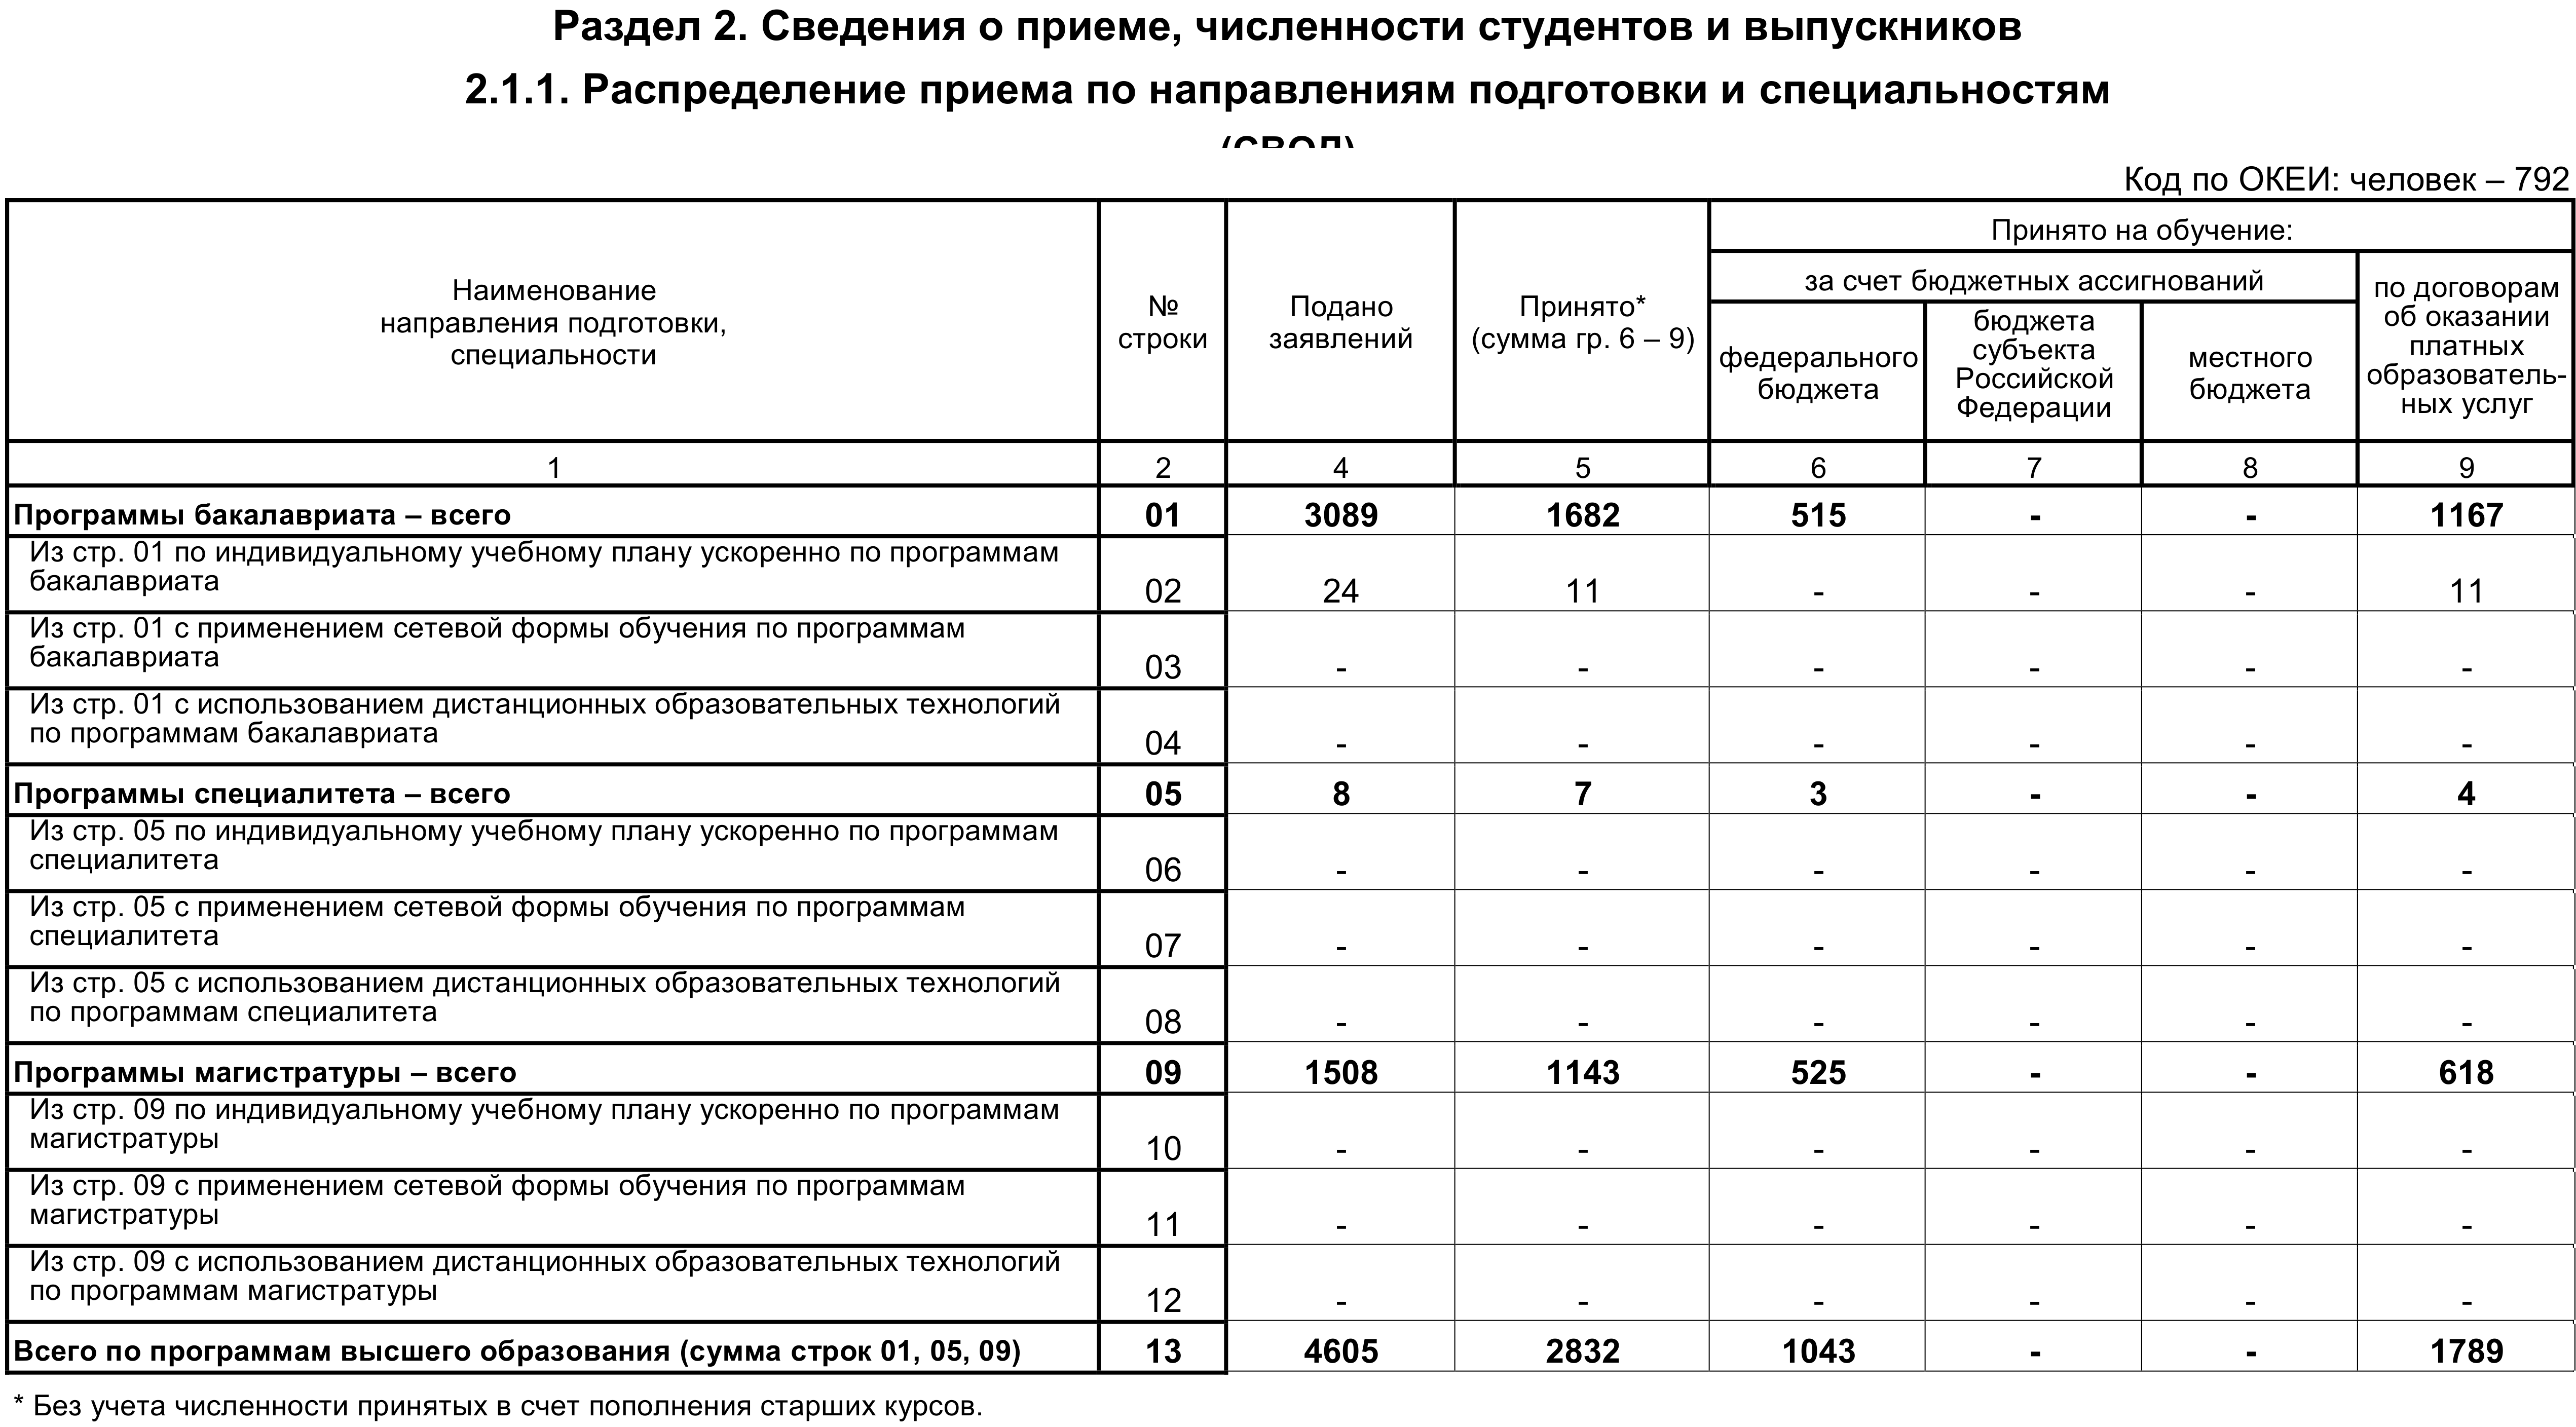 Раздел 2. Сведения о приеме, численности студентов и выпускников
2.1.1. Распределение приема по направлениям подготовки и специальностям
(СВОД)
Код по ОКЕИ: человек – 792
Наименование
направления подготовки,
специальности
№
строки
Подано
заявлений
Принято*
(сумма гр. 6 – 9)
Принято на обучение:
за счет бюджетных ассигнований
федерального
бюджета
бюджета
субъекта
Российской
Федерации
местного
бюджета
по договорам
об оказании
платных
образователь-
ных услуг
1 2 4 5 6 7 8 9
Программы бакалавриата – всего 01 3089 1682 515 - - 1167
Из стр. 01 по индивидуальному учебному плану ускоренно по программам
бакалавриата 02 24 11 - - - 11
Из стр. 01 с применением сетевой формы обучения по программам
бакалавриата 03 - - - - - -
Из стр. 01 с использованием дистанционных образовательных технологий
по программам бакалавриата 04 - - - - - -
Программы специалитета – всего 05 8 7 3 - - 4
Из стр. 05 по индивидуальному учебному плану ускоренно по программам
специалитета 06 - - - - - -
Из стр. 05 с применением сетевой формы обучения по программам
специалитета 07 - - - - - -
Из стр. 05 с использованием дистанционных образовательных технологий
по программам специалитета 08 - - - - - -
Программы магистратуры – всего 09 1508 1143 525 - - 618
Из стр. 09 по индивидуальному учебному плану ускоренно по программам
магистратуры 10 - - - - - -
Из стр. 09 с применением сетевой формы обучения по программам
магистратуры 11 - - - - - -
Из стр. 09 с использованием дистанционных образовательных технологий
по программам магистратуры 12 - - - - - -
Всего по программам высшего образования (сумма строк 01, 05, 09) 13 4605 2832 1043 - - 1789
* Без учета численности принятых в счет пополнения старших курсов.